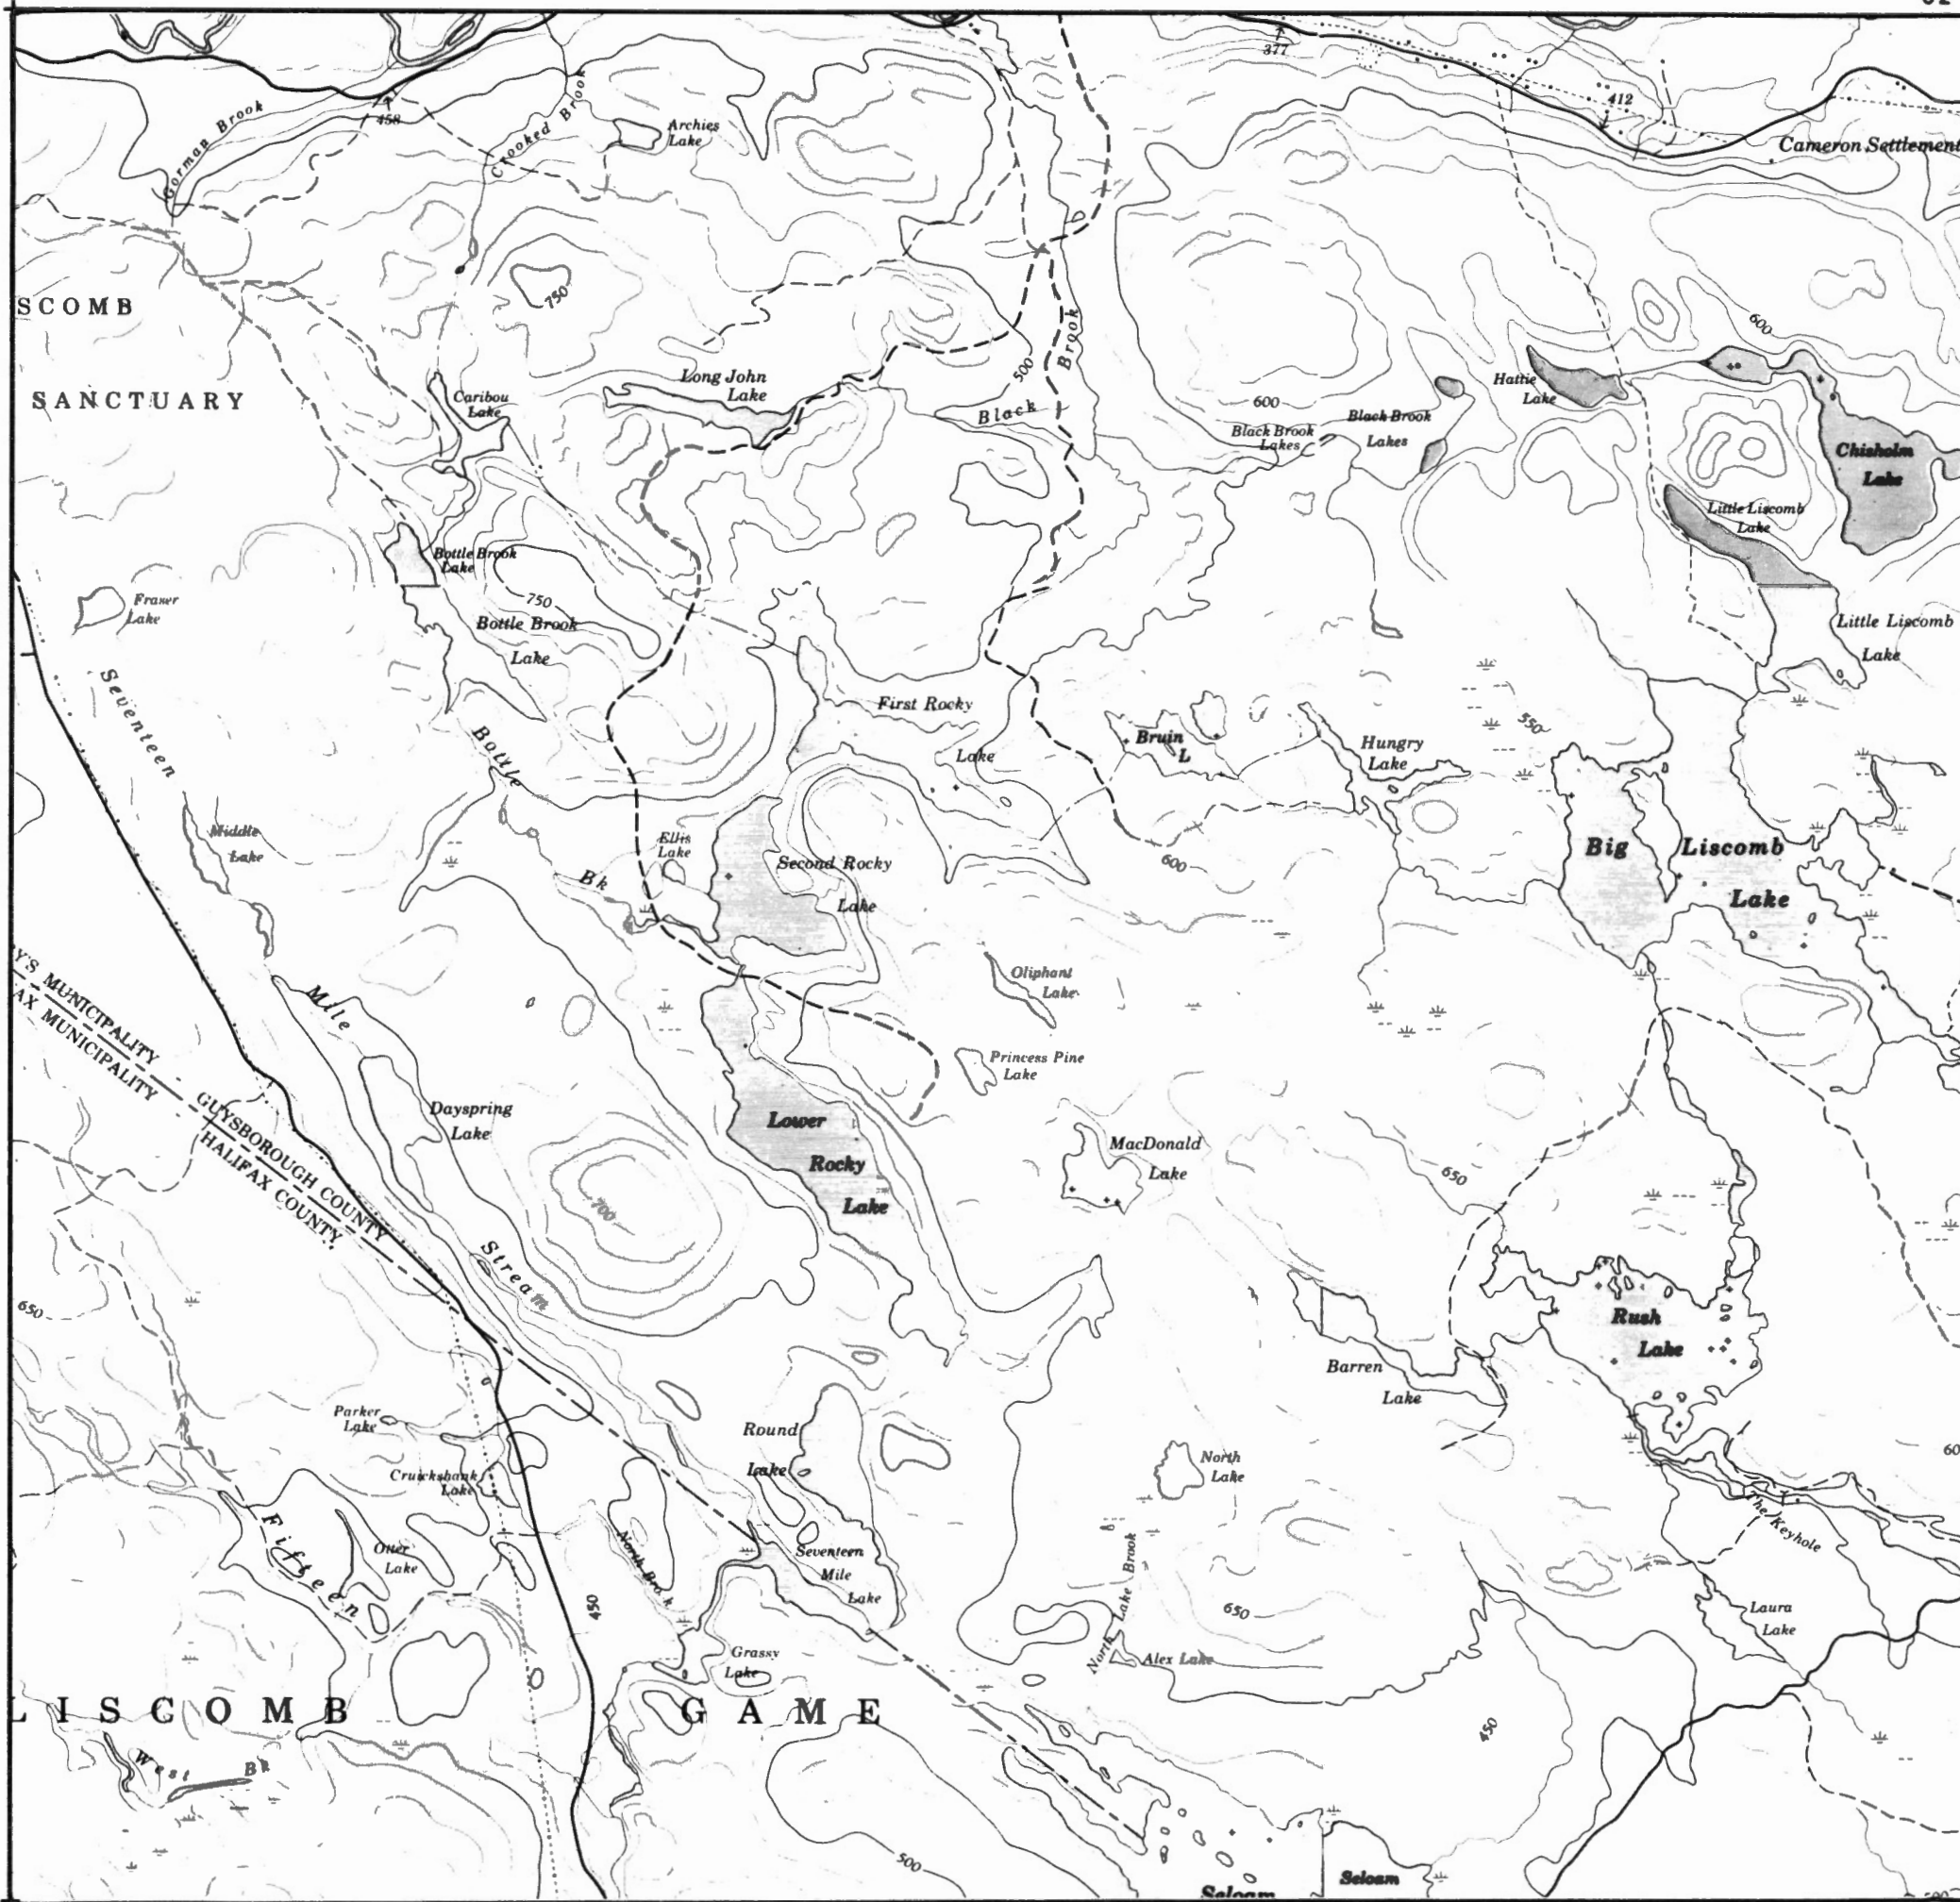 377
412
Cameron Settlement
Gorman Brook
458
Crooked Brook
Archies
Lake
SCOMB
SANCTUARY
750
600
Long John
Lake
500
Brook
Black
Caribou
Lake
600
Black Brook
Lakes
Black Brook
Lakes
Hattie
Lake
Chisholm
Lake
Little Liscomb
Lake
Bottle Brook
Lake
750
Bottle Brook
Lake
Fraser
Lake
Little Liscomb
Lake
Seventeen
First Rocky
Lake
Bottle
Bruin
L
Hungry
Lake
550
Middle
Lake
Ellis
Lake
Second Rocky
Lake
Bk
600
Big Liscomb
Lake
Y'S MUNICIPALITY
AX MUNICIPALITY
Mile
Oliphant
Lake
Princess Pine
Lake
GUYSBOROUGH COUNTY
HALIFAX COUNTY
Dayspring
Lake
Lower
Rocky
Lake
MacDonald
Lake
650
700
Stream
650
Rush
Lake
Barren
Lake
Parker
Lake
Round
Lake
Cruickshank
Lake
North
Lake
60
The Keyhole
Fifteen
Otter
Lake
North Brook
Seventeen
Mile
Lake
450
North Lake Brook
650
Laura
Lake
Grassy
Lake
Alex Lake
LISCOMB GAME
450
West Bk
500
Seloam
Seloam